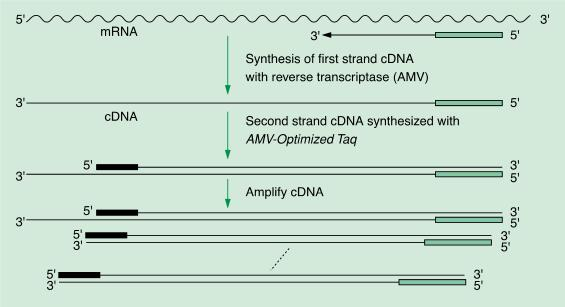 5' 3'
mRNA 3' 5'
Synthesis of first strand cDNA
with reverse transcriptase (AMV)
3' 5'
cDNA
Second strand cDNA synthesized with
AMV-Optimized Taq
5' 3'
3' 5'
Amplify cDNA
5' 3'
3' 5'
5' 3'
3' 5'
5' 3'
3' 5'